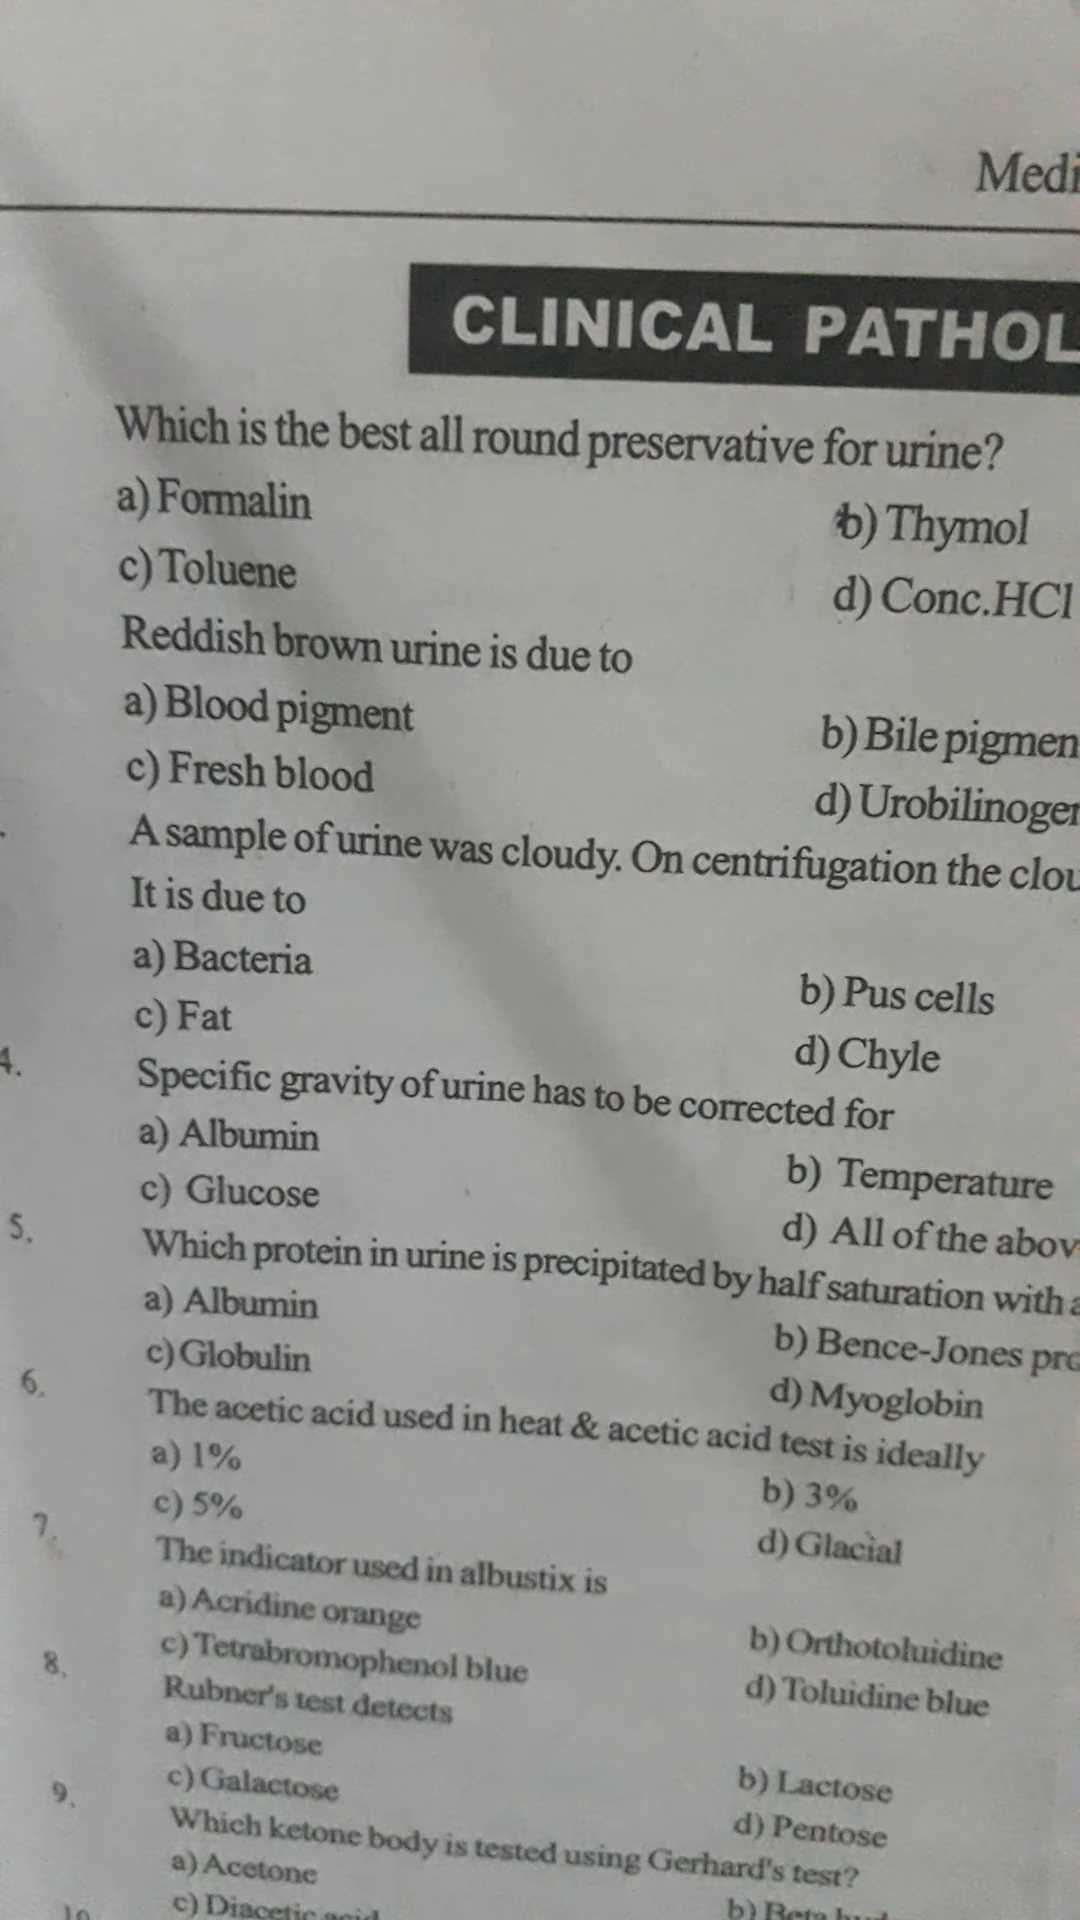 Medi
CLINICAL PATHOL
Which is the best all round preservative for urine?
a) Formalin
b) Thymol
c) Toluene
d) Conc.HCl
Reddish brown urine is due to
a) Blood pigment
b) Bile pigmen
c) Fresh blood
d) Urobilinogen
A sample of urine was cloudy. On centrifugation the clou
It is due to
a) Bacteria
b) Pus cells
c) Fat
d) Chyle
4. Specific gravity of urine has to be corrected for
a) Albumin
b) Temperature
c) Glucose
d) All of the abov
5. Which protein in urine is precipitated by half saturation with a
a) Albumin
b) Bence-Jones pro
c) Globulin
d) Myoglobin
6. The acetic acid used in heat & acetic acid test is ideally
a) 1%
b) 3%
c) 5%
d) Glacial
7. The indicator used in albustix is
a) Acridine orange
b) Orthotoluidine
c) Tetrabromophenol blue
d) Toluidine blue
8. Rubner's test detects
a) Fructose
b) Lactose
c) Galactose
d) Pentose
9. Which ketone body is tested using Gerhard's test?
a) Acetone
b) Beta
c) Diacetic acid
10